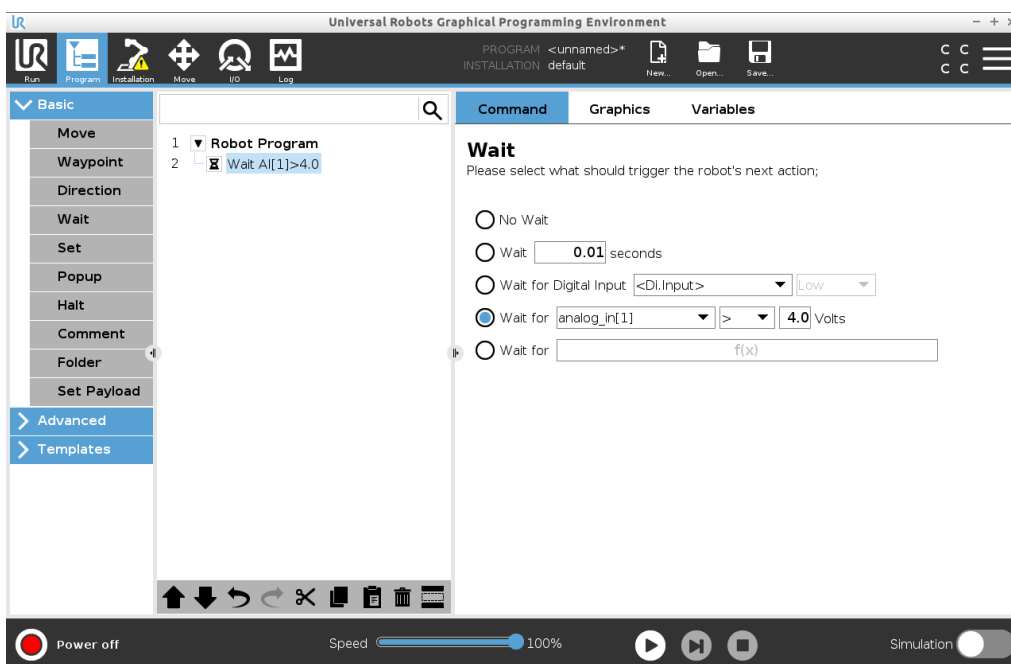 UR Universal Robots Graphical Programming Environment
PROGRAM <unnamed>*
INSTALLATION default
UR
Run Program Installation Move I/O Log New... Open... Save...
C C
C C
Basic
Move
Waypoint
Direction
Wait
Set
Popup
Halt
Comment
Folder
Set Payload
Advanced
Templates
1 Robot Program
2 Wait AI[1]>4.0
Command Graphics Variables
Wait
Please select what should trigger the robot's next action;
No Wait
Wait 0.01 seconds
Wait for Digital Input <Di.Input> Low
Wait for analog_in[1] > 4.0 Volts
Wait for f(x)
Power off Speed 100% Simulation